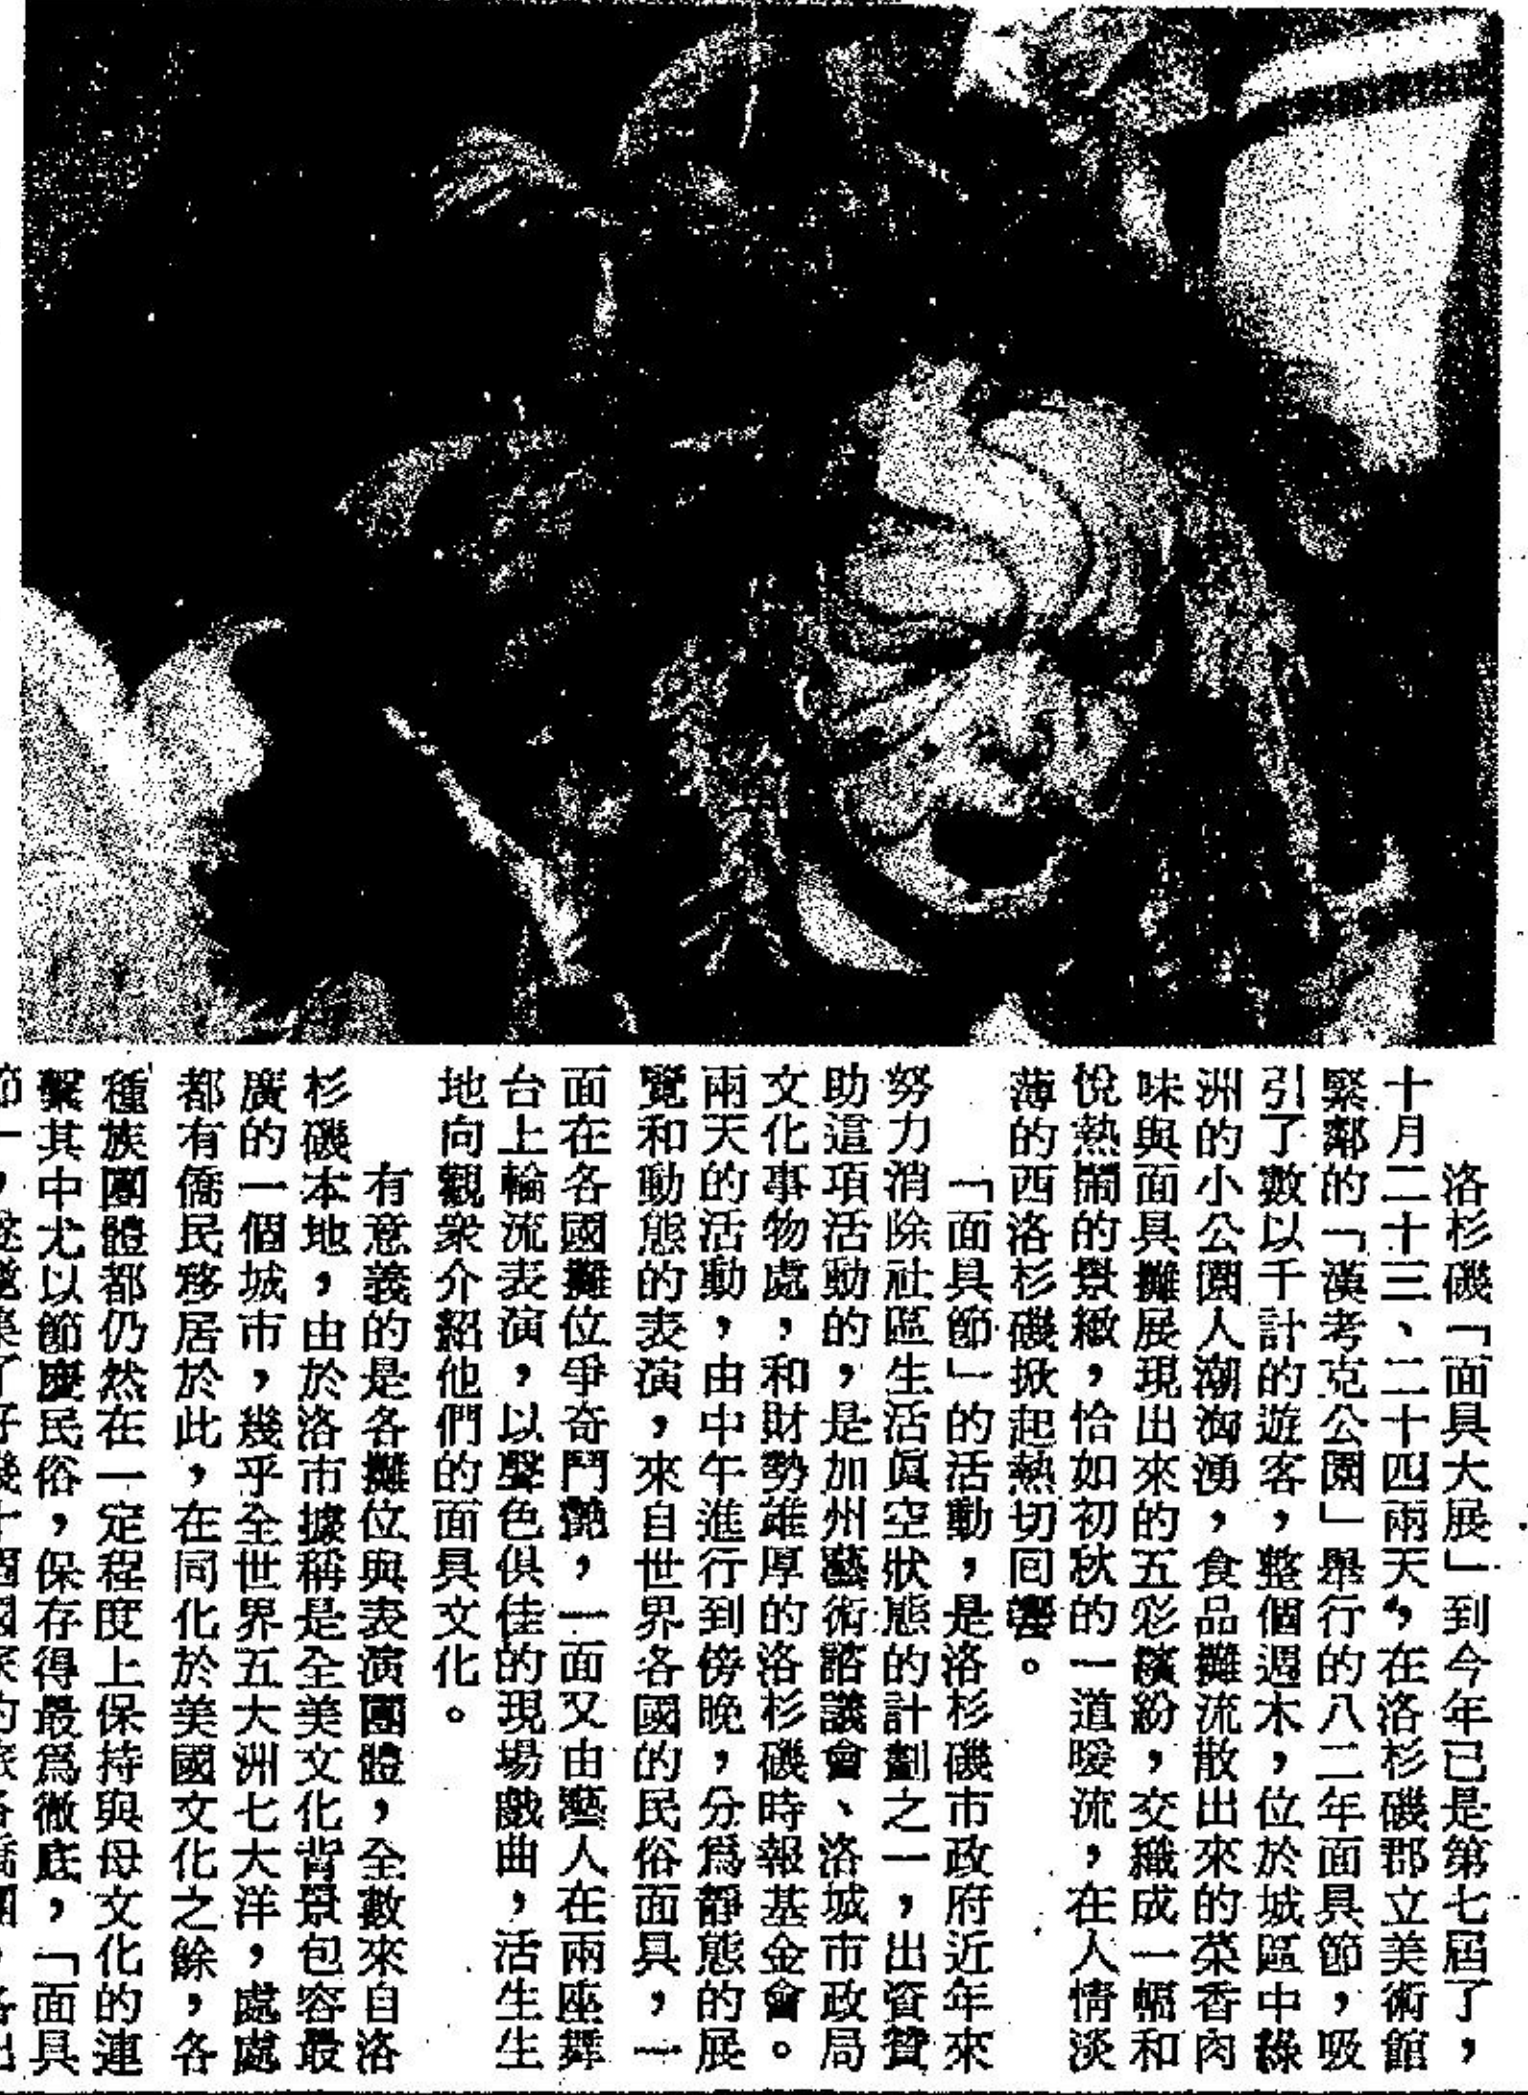 洛杉磯「面具大展」到今年已是第七屆了，
十月二十三、二十四兩天，在洛杉磯郡立美術館
緊鄰的「漢考克公園」舉行的八二年面具節，吸
引了數以千計的遊客，整個週末，位於城區中綠
洲的小公園人潮洶湧，食品攤流散出來的菜香肉
味與面具攤展現出來的五彩繽紛，交織成一幅和
悅熱鬧的景緻，恰如初秋的一道暖流，在人情淡
薄的西洛杉磯掀起熱切回響。
「面具節」的活動，是洛杉磯市政府近年來
努力消除社區生活眞空狀態的計劃之一，出資贊
助這項活動的，是加州藝術諮議會、洛城市政局
文化事物處，和財勢雄厚的洛杉磯時報基金會。
兩天的活動，由中午進行到傍晚，分爲靜態的展
覽和動態的表演，來自世界各國的民俗面具，一
面在各國攤位爭奇鬥艷，一面又由藝人在兩座舞
台上輪流表演，以聲色俱佳的現場戲曲，活生生
地向觀衆介紹他們的面具文化。
有意義的是各攤位與表演團體，全數來自洛
杉磯本地，由於洛市據稱是全美文化背景包容最
廣的一個城市，幾乎全世界五大洲七大洋，處處
都有僑民移居於此，在同化於美國文化之餘，各
種族團體都仍然在一定程度上保持與母文化的連
繫其中尤以節慶民俗，保存得最爲徹底，「面具